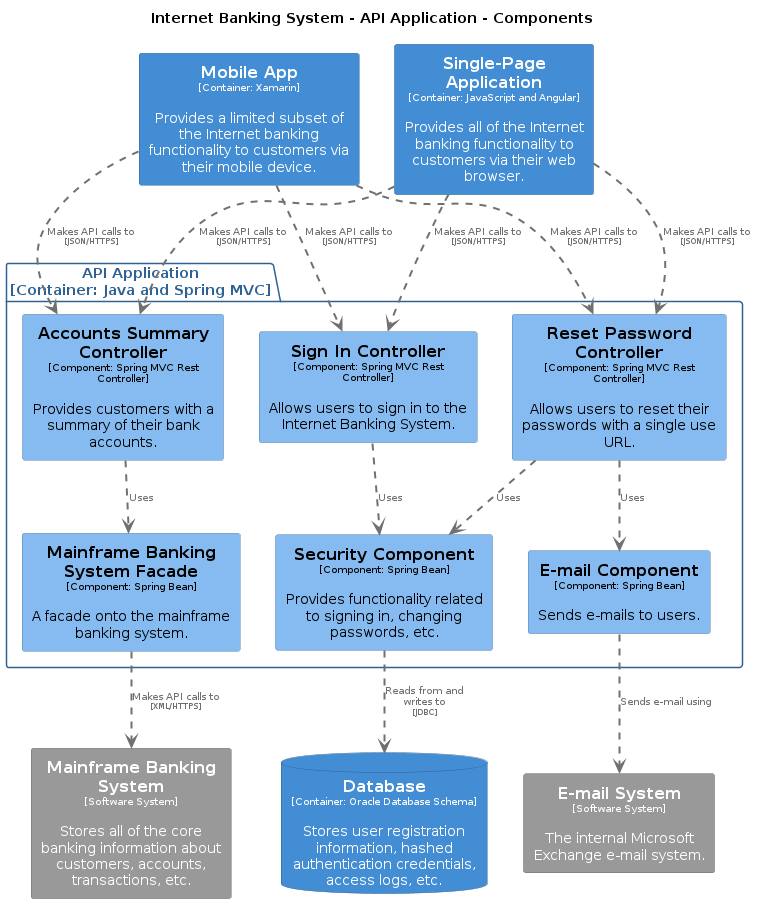 Internet Banking System - API Application - Components
Mobile App
[Container: Xamarin]
Provides a limited subset of
the Internet banking
functionality to customers via
their mobile device.
Single-Page
Application
[Container: JavaScript and Angular]
Provides all of the Internet
banking functionality to
customers via their web
browser.
Makes API calls to
[JSON/HTTPS]
Makes API calls to
[JSON/HTTPS]
Makes API calls to
[JSON/HTTPS]
Makes API calls to
[JSON/HTTPS]
Makes API calls to
[JSON/HTTPS]
Makes API calls to
[JSON/HTTPS]
API Application
[Container: Java and Spring MVC]
Accounts Summary
Controller
[Component: Spring MVC Rest
Controller]
Provides customers with a
summary of their bank
accounts.
Sign In Controller
[Component: Spring MVC Rest
Controller]
Allows users to sign in to the
Internet Banking System.
Reset Password
Controller
[Component: Spring MVC Rest
Controller]
Allows users to reset their
passwords with a single use
URL.
Uses
Uses
Uses
Uses
Mainframe Banking
System Facade
[Component: Spring Bean]
A facade onto the mainframe
banking system.
Security Component
[Component: Spring Bean]
Provides functionality related
to signing in, changing
passwords, etc.
E-mail Component
[Component: Spring Bean]
Sends e-mails to users.
Makes API calls to
[XML/HTTPS]
Reads from and
writes to
[JDBC]
Sends e-mail using
Mainframe Banking
System
[Software System]
Stores all of the core
banking information about
customers, accounts,
transactions, etc.
Database
[Container: Oracle Database Schema]
Stores user registration
information, hashed
authentication credentials,
access logs, etc.
E-mail System
[Software System]
The internal Microsoft
Exchange e-mail system.